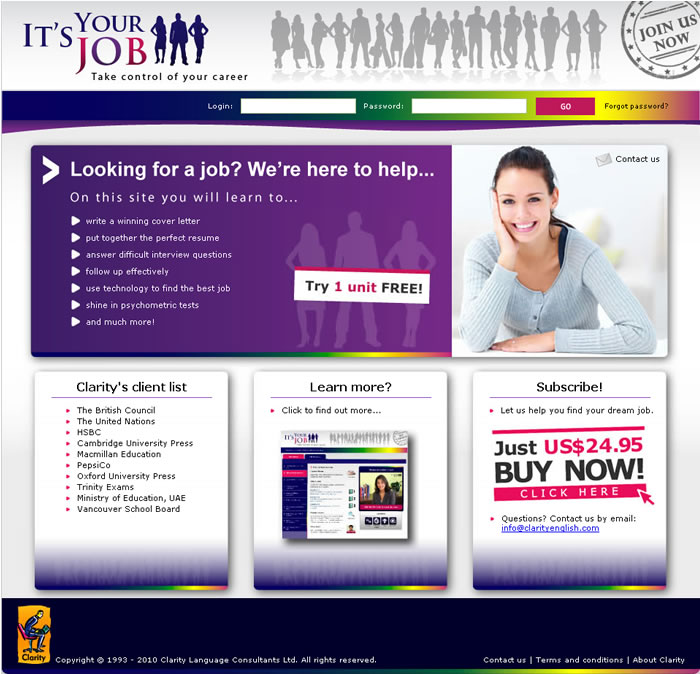 IT'S YOUR JOB
Take control of your career
JOIN US NOW
Login:
Password:
GO
Forgot password?
Looking for a job? We're here to help...
On this site you will learn to...
write a winning cover letter
put together the perfect resume
answer difficult interview questions
follow up effectively
use technology to find the best job
shine in psychometric tests
and much more!
Try 1 unit FREE!
Contact us
Clarity's client list
The British Council
The United Nations
HSBC
Cambridge University Press
Macmillan Education
PepsiCo
Oxford University Press
Trinity Exams
Ministry of Education, UAE
Vancouver School Board
Learn more?
Click to find out more...
IT'S YOUR JOB
Subscribe!
Let us help you find your dream job.
Just US$24.95
BUY NOW!
CLICK HERE
Questions? Contact us by email:
info@clarityenglish.com
Clarity
Copyright © 1993 - 2010 Clarity Language Consultants Ltd. All rights reserved.
Contact us | Terms and conditions | About Clarity